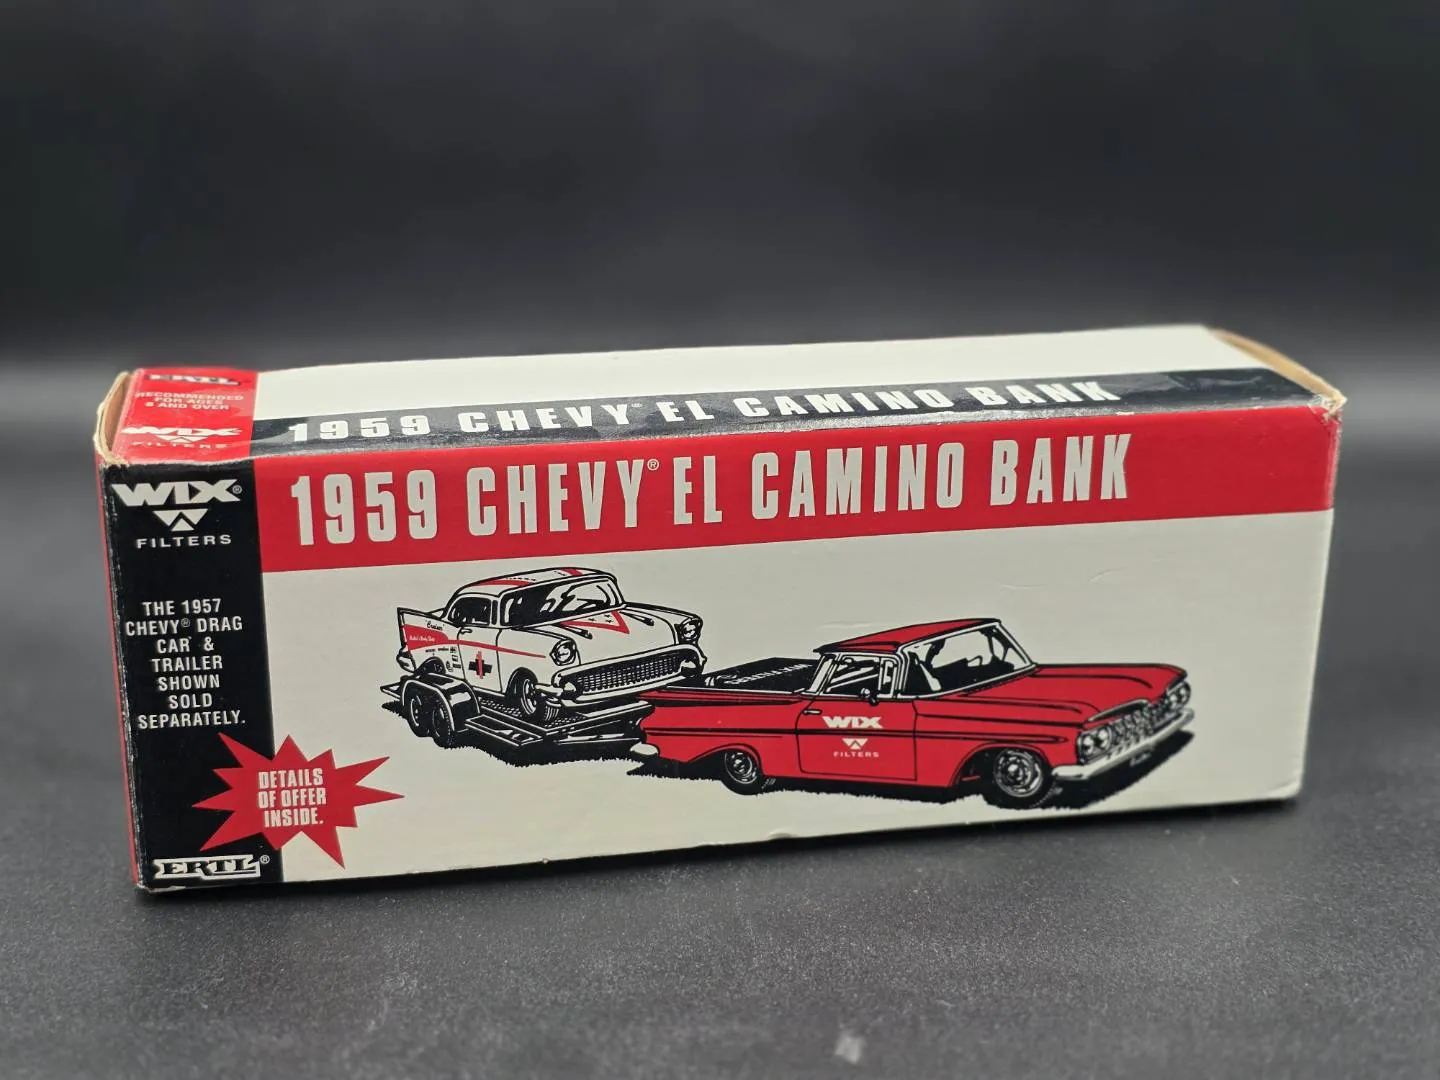 ERTL
RECOMMENDED
FOR AGES
8 AND OVER
WIX
FILTERS
1959 CHEVY® EL CAMINO BANK
1959 CHEVY® EL CAMINO BANK
WIX®
FILTERS
THE 1957
CHEVY® DRAG
CAR &
TRAILER
SHOWN
SOLD
SEPARATELY.
DETAILS
OF OFFER
INSIDE.
ERTL®
WIX
FILTERS